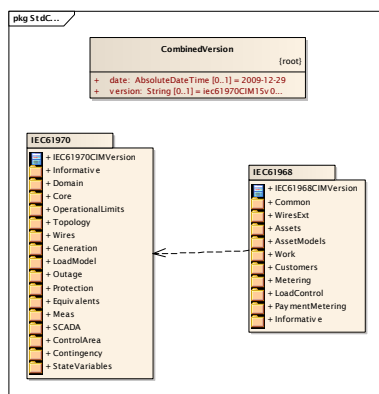 pkg StdC...
CombinedVersion
{root}
+ date: AbsoluteDateTime [0..1] = 2009-12-29
+ version: String [0..1] = iec61970CIM15v0...
IEC61970
+ IEC61970CIMVersion
+ Informative
+ Domain
+ Core
+ OperationalLimits
+ Topology
+ Wires
+ Generation
+ LoadModel
+ Outage
+ Protection
+ Equivalents
+ Meas
+ SCADA
+ ControlArea
+ Contingency
+ StateVariables
IEC61968
+ IEC61968CIMVersion
+ Common
+ WiresExt
+ Assets
+ AssetModels
+ Work
+ Customers
+ Metering
+ LoadControl
+ PaymentMetering
+ Informative